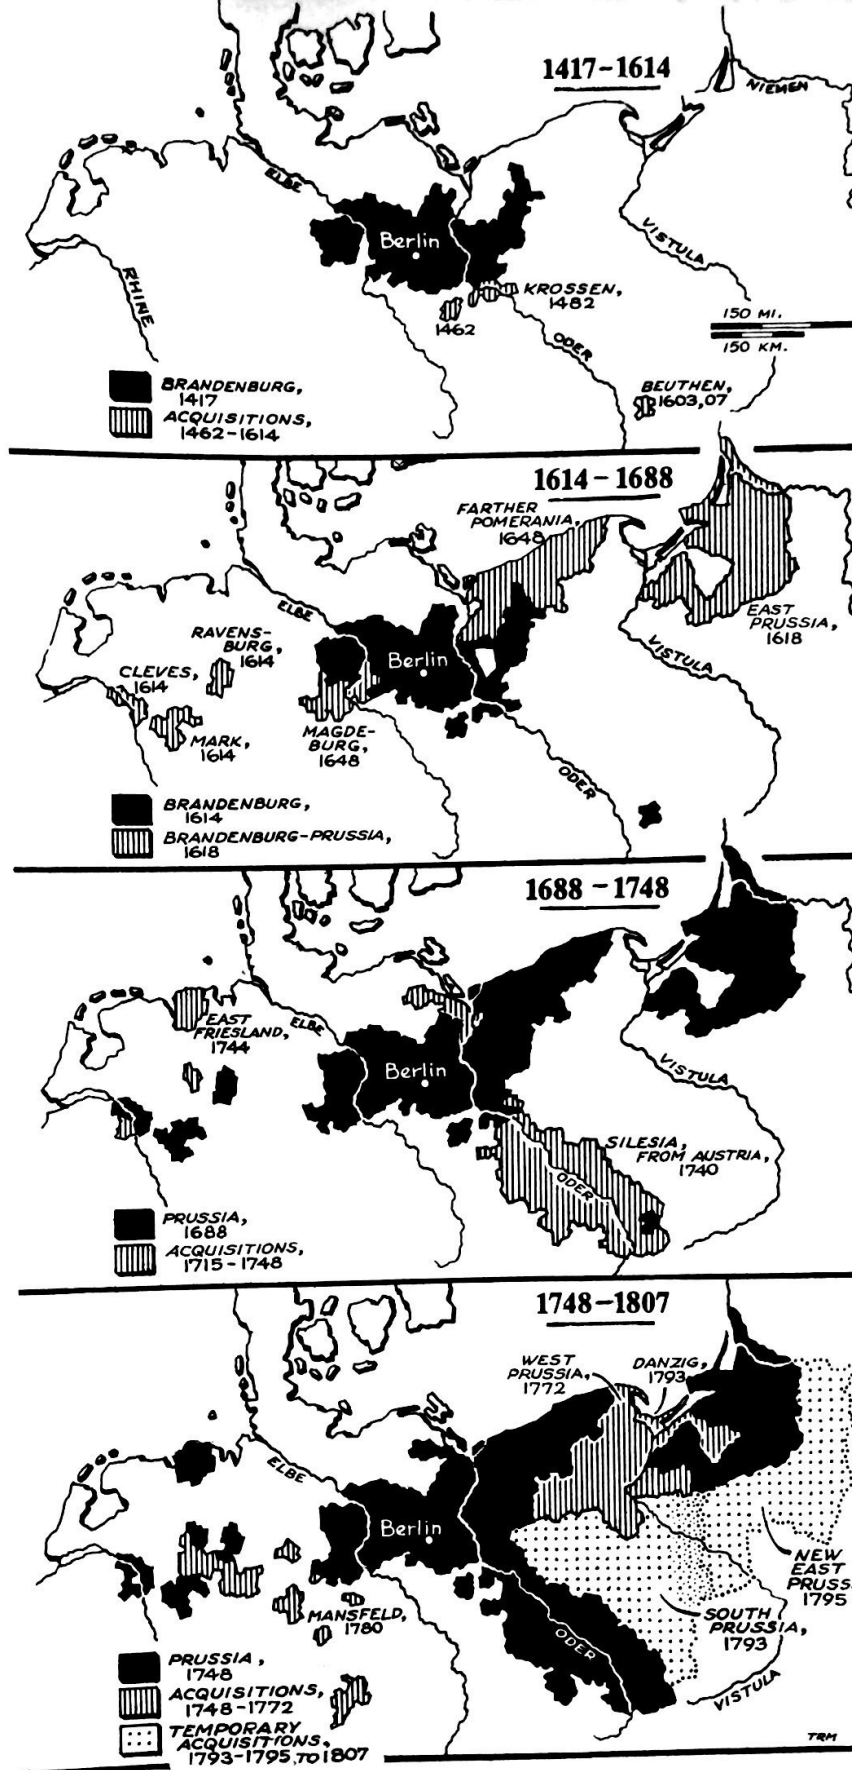 1417-1614
NIEMEN
ELBE
Berlin
VISTULA
RHINE
KROSSEN,
1482
1462
150 MI.
150 KM.
ODER
BRANDENBURG,
1417
ACQUISITIONS,
1462-1614
BEUTHEN,
1603,07
1614-1688
FARTHER
POMERANIA,
1648
ELBE
EAST
PRUSSIA,
1618
RAVENS-
BURG,
1614
Berlin
VISTULA
CLEVES,
1614
MARK,
1614
MAGDE-
BURG,
1648
ODER
BRANDENBURG,
1614
BRANDENBURG-PRUSSIA,
1618
1688-1748
EAST
FRIESLAND,
1744
ELBE
Berlin
VISTULA
SILESIA,
FROM AUSTRIA,
1740
ODER
PRUSSIA,
1688
ACQUISITIONS,
1715-1748
1748-1807
WEST
PRUSSIA,
1772
DANZIG,
1793
ELBE
Berlin
NEW
EAST
PRUSS
1795
MANSFELD,
1780
SOUTH
PRUSSIA,
1793
ODER
VISTULA
PRUSSIA,
1748
ACQUISITIONS,
1748-1772
TEMPORARY
ACQUISITIONS,
1793-1795, TO 1807
TRM